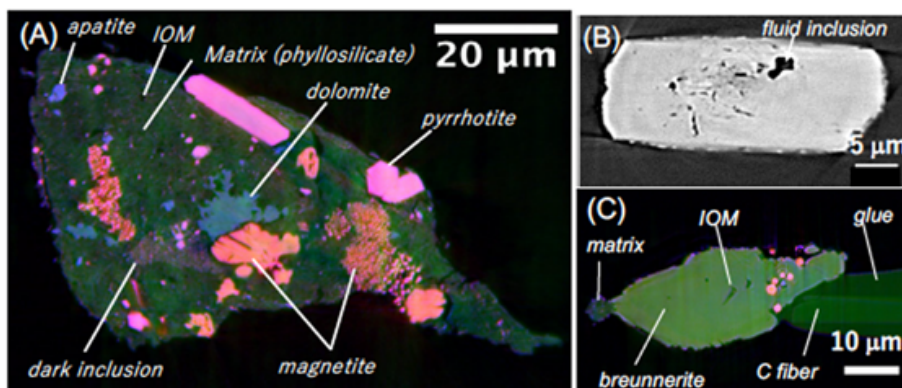 (A)
apatite
IOM
Matrix (phyllosilicate)
dolomite
pyrrhotite
20 µm
dark inclusion
magnetite
(B)
fluid inclusion
5 µm
(C)
matrix
IOM
glue
breunnerite
C fiber
10 µm